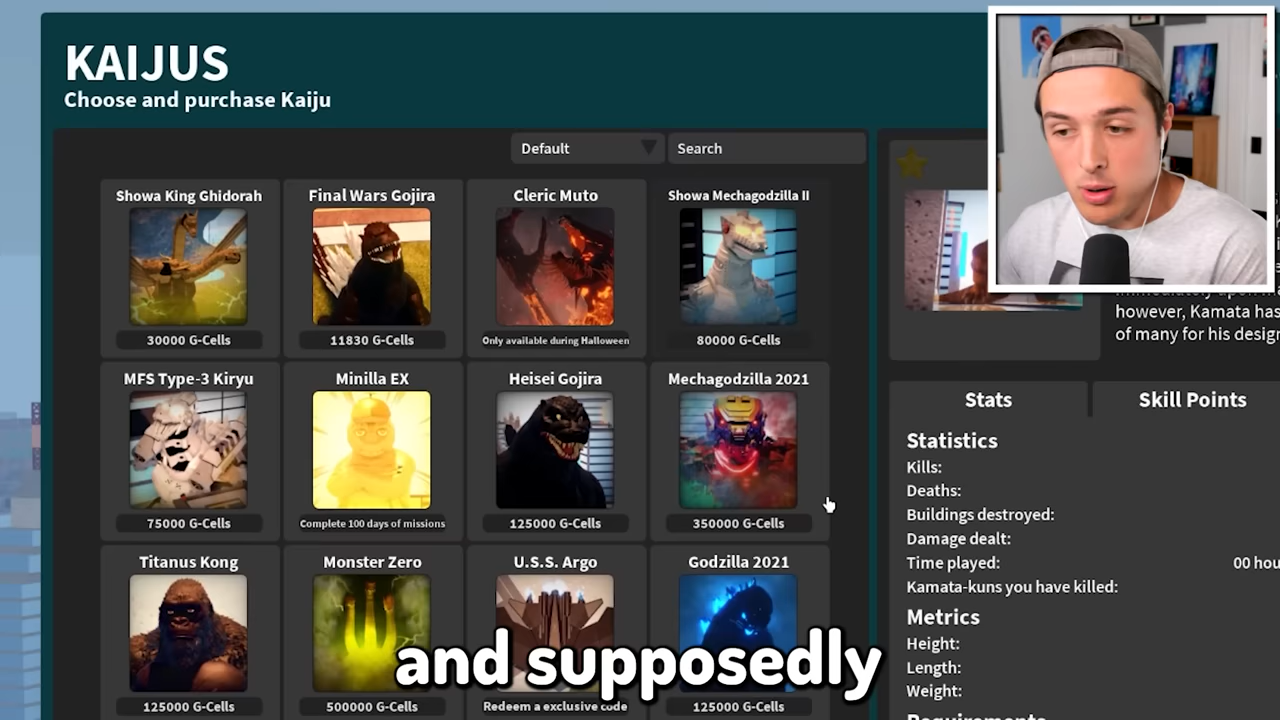 KAIJUS
Choose and purchase Kaiju
Default
Search
Showa King Ghidorah
Final Wars Gojira
Cleric Muto
Showa Mechagodzilla II
30000 G-Cells
11830 G-Cells
Only available during Halloween
80000 G-Cells
MFS Type-3 Kiryu
Minilla EX
Heisei Gojira
Mechagodzilla 2021
75000 G-Cells
Complete 100 days of missions
125000 G-Cells
350000 G-Cells
Titanus Kong
Monster Zero
U.S.S. Argo
Godzilla 2021
125000 G-Cells
500000 G-Cells
Redeem a exclusive code
125000 G-Cells
however, Kamata has
of many for his design
Stats
Skill Points
Statistics
Kills:
Deaths:
Buildings destroyed:
Damage dealt:
Time played:
00 hou
Kamata-kuns you have killed:
Metrics
Height:
Length:
Weight:
and supposedly